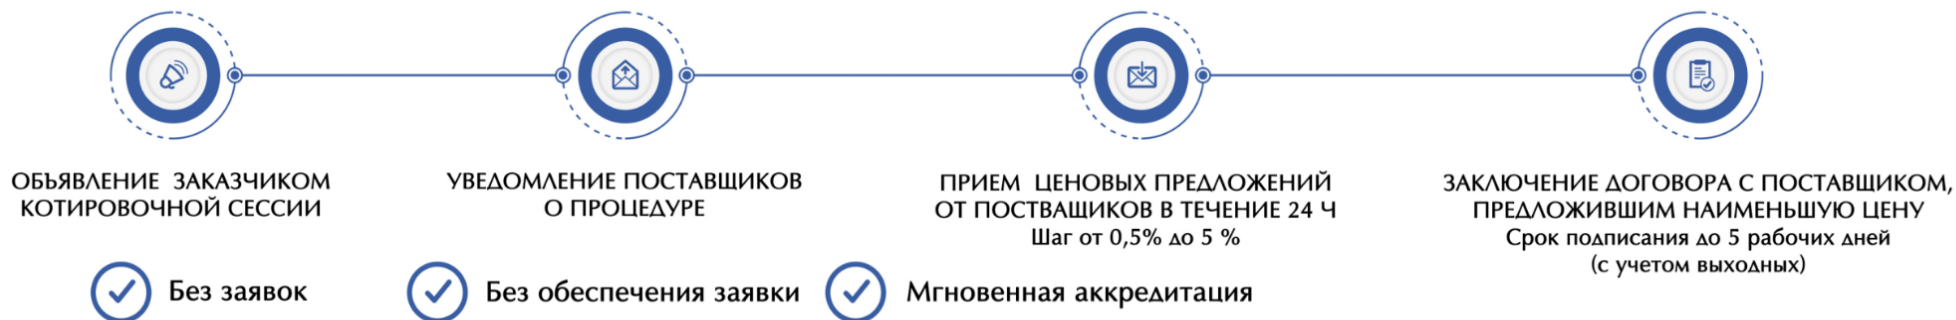 ОБЪЯВЛЕНИЕ ЗАКАЗЧИКОМ
КОТИРОВОЧНОЙ СЕССИИ
УВЕДОМЛЕНИЕ ПОСТАВЩИКОВ
О ПРОЦЕДУРЕ
ПРИЕМ ЦЕНОВЫХ ПРЕДЛОЖЕНИЙ
ОТ ПОСТВАЩИКОВ В ТЕЧЕНИЕ 24 Ч
Шаг от 0,5% до 5 %
ЗАКЛЮЧЕНИЕ ДОГОВОРА С ПОСТАВЩИКОМ,
ПРЕДЛОЖИВШИМ НАИМЕНЬШУЮ ЦЕНУ
Срок подписания до 5 рабочих дней
(с учетом выходных)
Без заявок
Без обеспечения заявки
Мгновенная аккредитация